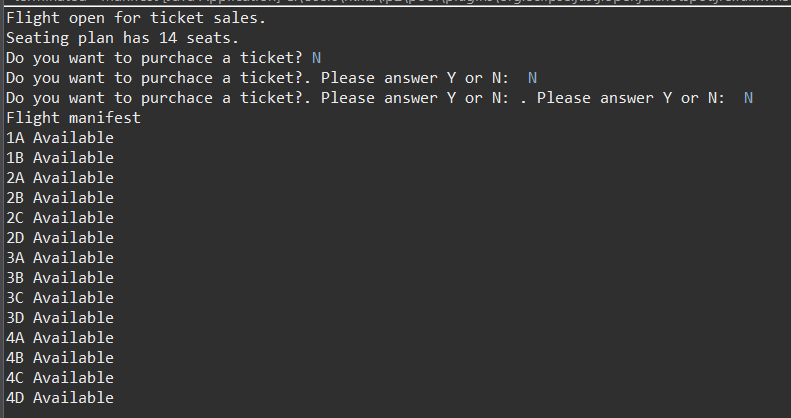 Flight open for ticket sales.
Seating plan has 14 seats.
Do you want to purchace a ticket? N
Do you want to purchace a ticket?. Please answer Y or N:  N
Do you want to purchace a ticket?. Please answer Y or N: . Please answer Y or N:  N
Flight manifest
1A Available
1B Available
2A Available
2B Available
2C Available
2D Available
3A Available
3B Available
3C Available
3D Available
4A Available
4B Available
4C Available
4D Available